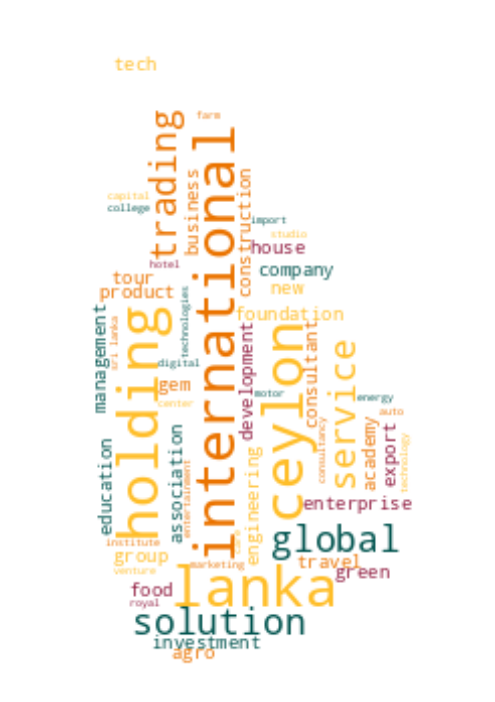 tech
farm
trading
international
business
construction
capital
college
import
studio
house
hotel
company
tour
new
product
technologies
management
holding
sri lanka
foundation
ceylon
consultant
development
service
digital
gem
center
motor
energy
auto
academy
export
consultancy
technology
education
association
entertainment
engineering
enterprise
care
global
institute
group
travel
marketing
venture
green
lanka
food
royal
solution
investment
agro